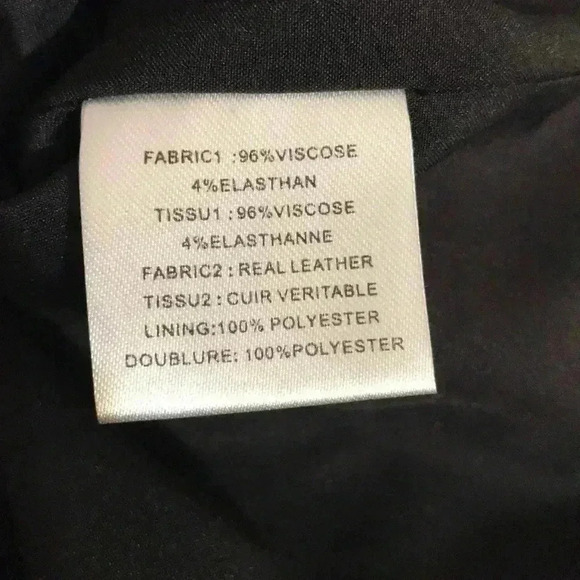 FABRIC1 :96%VISCOSE
4%ELASTHAN
TISSU1 : 96%VISCOSE
4%ELASTHANNE
FABRIC2 : REAL LEATHER
TISSU2 : CUIR VERITABLE
LINING:100% POLYESTER
DOUBLURE: 100%POLYESTER